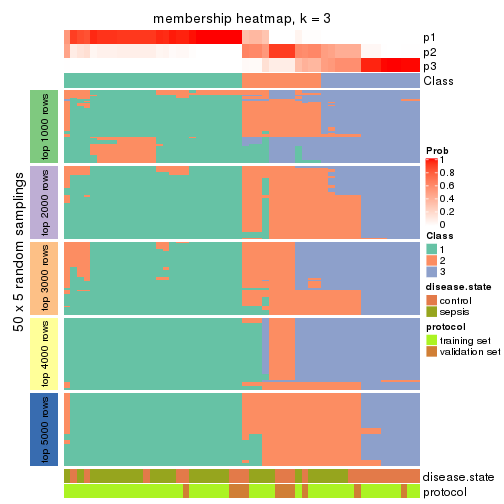 membership heatmap, k = 3
p1
p2
p3
Class
50 x 5 random samplings
top 1000 rows
top 2000 rows
top 3000 rows
top 4000 rows
top 5000 rows
disease.state
protocol
Prob
1
0.8
0.6
0.4
0.2
0
Class
1
2
3
disease.state
control
sepsis
protocol
training set
validation set